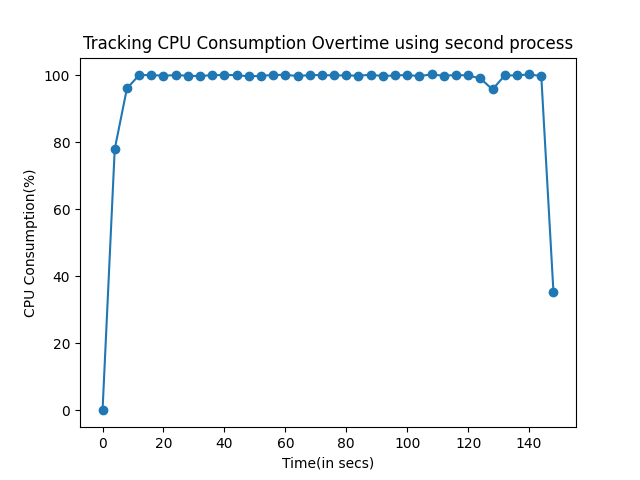 Tracking CPU Consumption Overtime using second process
100
80
60
40
20
0
CPU Consumption(%)
0 20 40 60 80 100 120 140
Time(in secs)